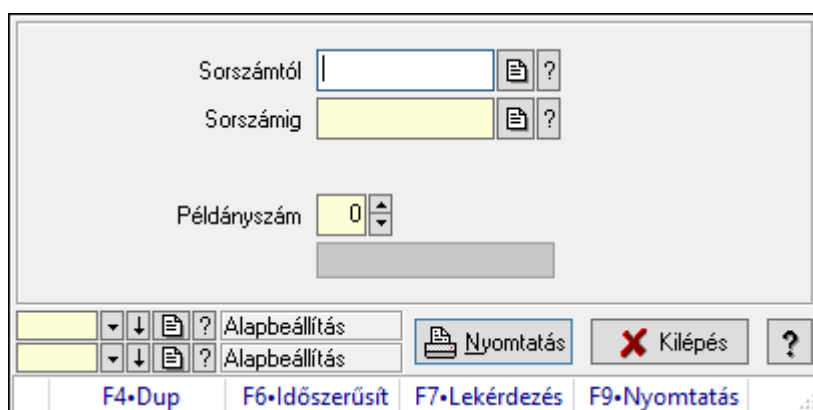 Sorszámtól ?
Sorszámig ?
Példányszám 0
? Alapbeállítás
? Alapbeállítás
Nyomtatás Kilépés ?
F4•Dup F6•Időszerűsít F7•Lekérdezés F9•Nyomtatás